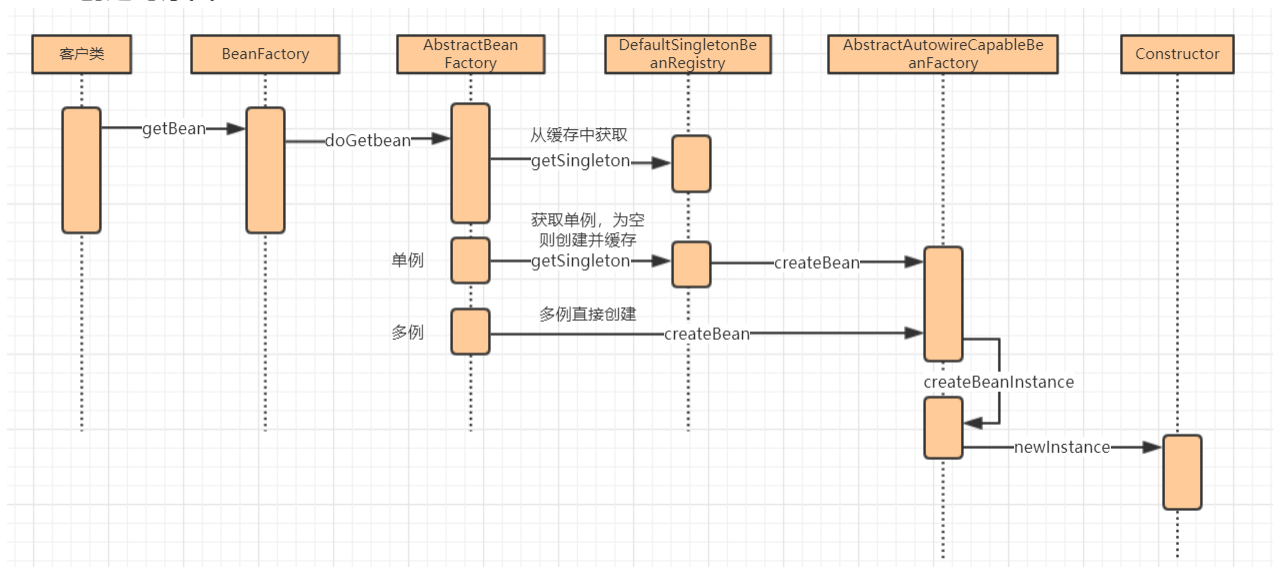 客户类
BeanFactory
AbstractBean
Factory
DefaultSingletonBe
anRegistry
AbstractAutowireCapableBe
anFactory
Constructor
getBean
doGetbean
从缓存中获取
getSingleton
获取单例，为空
则创建并缓存
单例
getSingleton
createBean
多例直接创建
多例
createBean
createBeanInstance
newInstance